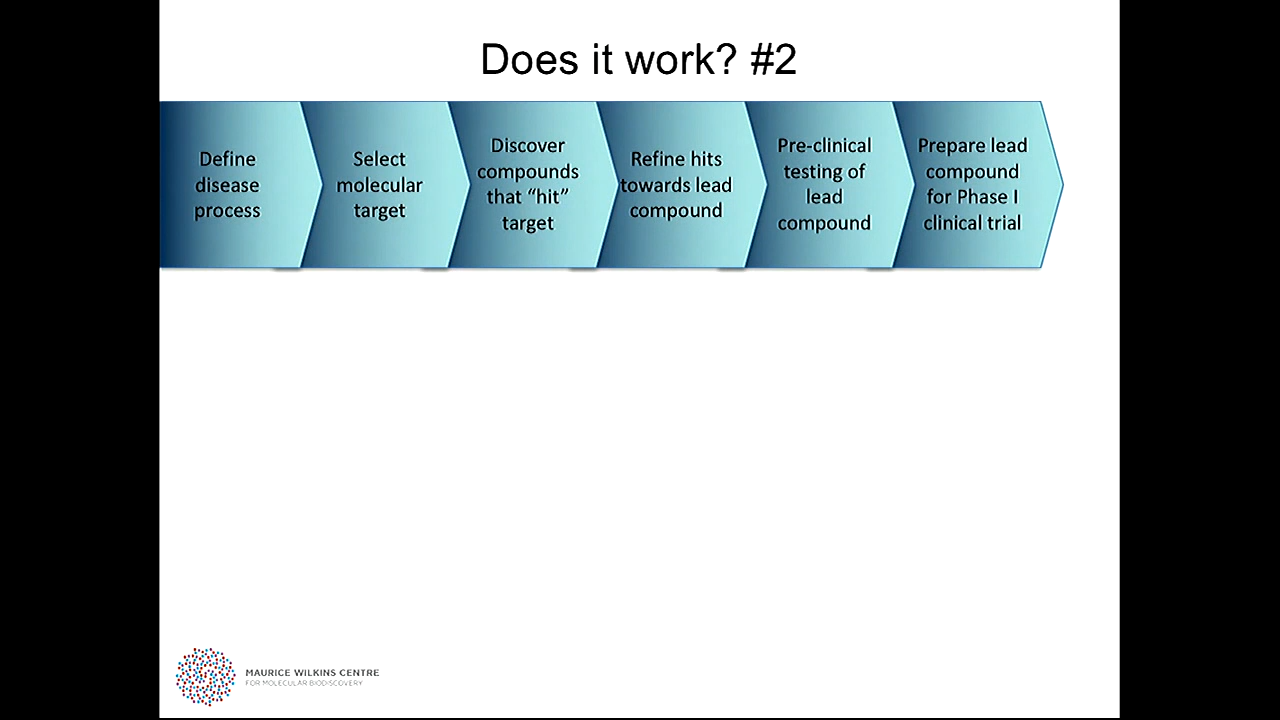 Does it work? #2
Define
disease
process
Select
molecular
target
Discover
compounds
that “hit”
target
Refine hits
towards lead
compound
Pre-clinical
testing of
lead
compound
Prepare lead
compound
for Phase I
clinical trial
MAURICE WILKINS CENTRE
FOR MOLECULAR BIODISCOVERY